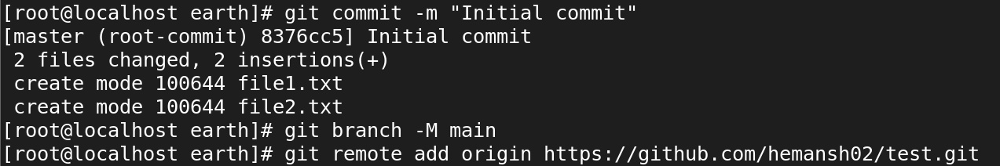 [root@localhost earth]# git commit -m "Initial commit"
[master (root-commit) 8376cc5] Initial commit
 2 files changed, 2 insertions(+)
 create mode 100644 file1.txt
 create mode 100644 file2.txt
[root@localhost earth]# git branch -M main
[root@localhost earth]# git remote add origin https://github.com/hemansh02/test.git